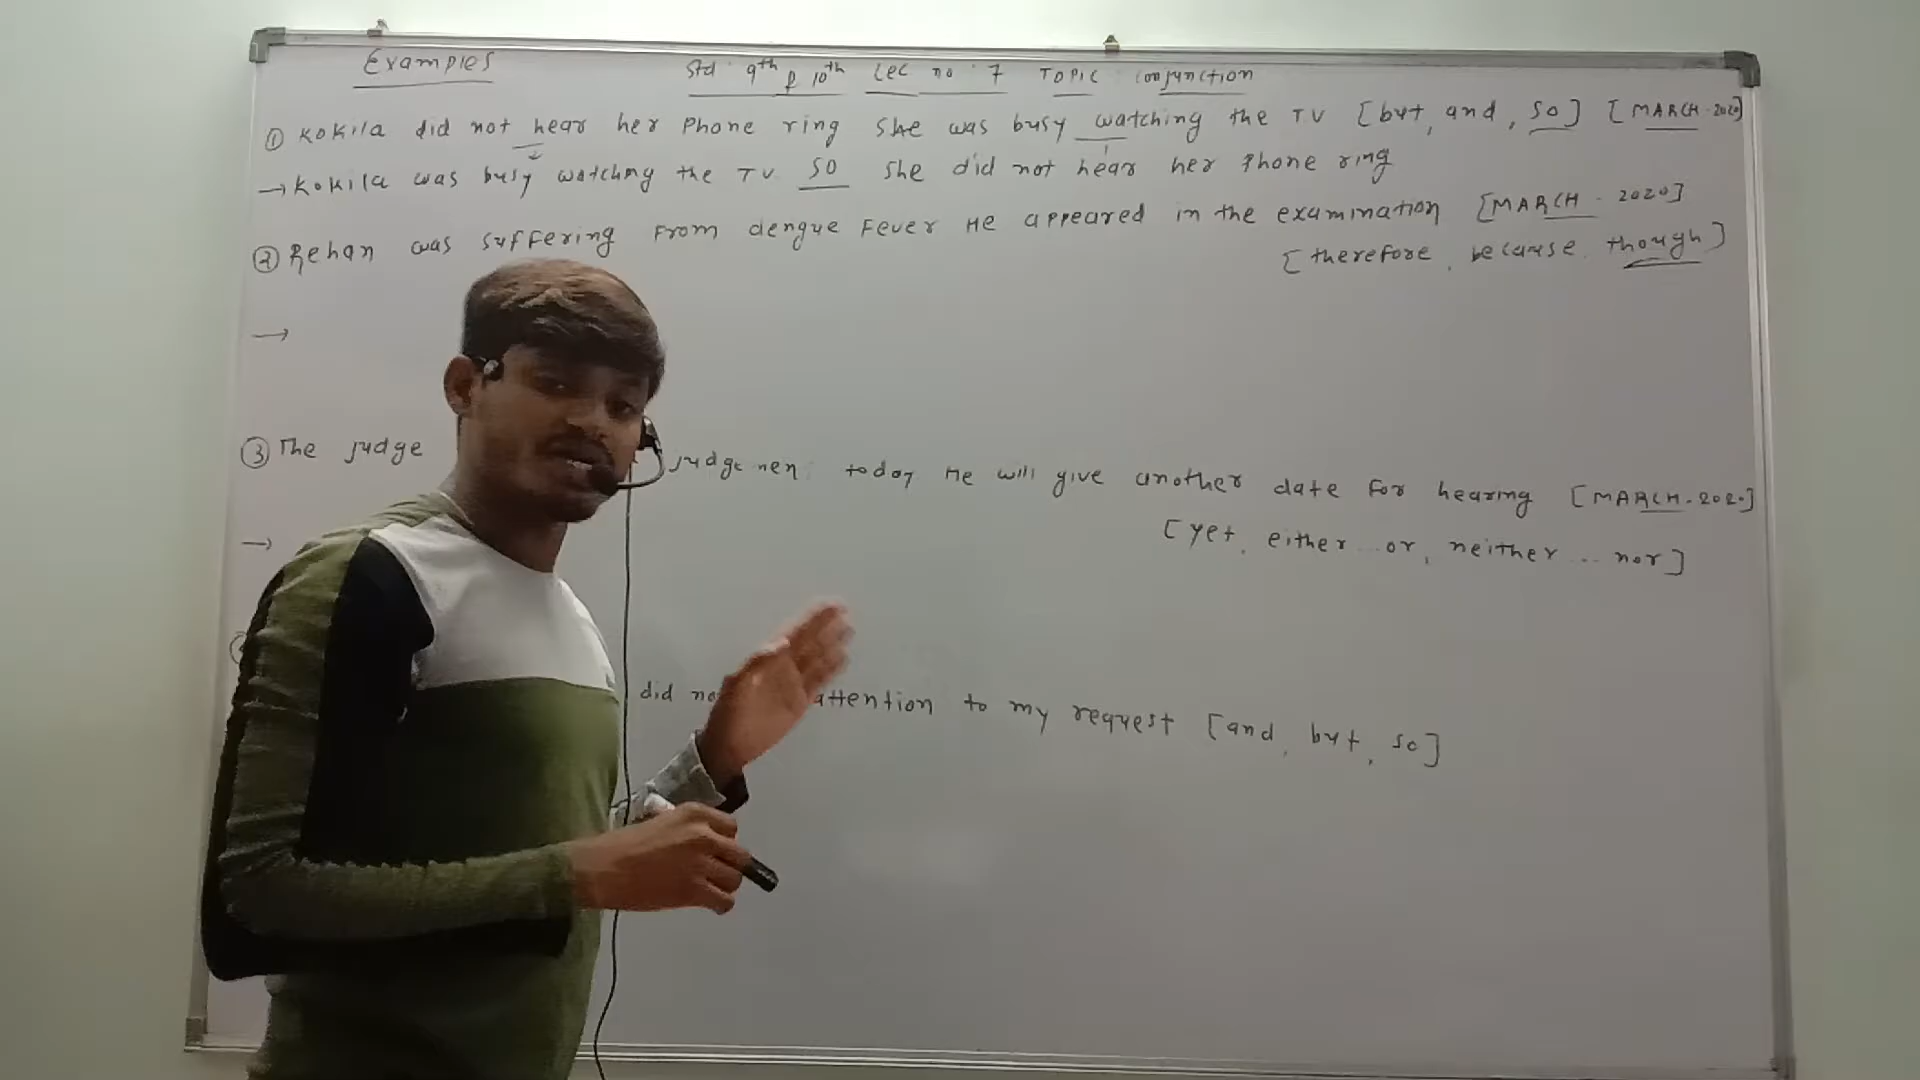 Examples
Std. 9th & 10th Lec no. 7 TOPIC conjunction
① Kokila did not hear her Phone ring She was busy watching the TV [but, and, so] [MARCH-2020]
→ Kokila was busy watching the TV SO She did not hear her Phone ring
② Rehan was suffering From dengue Fever He appeared in the examination [MARCH - 2020]
[therefore, because, though]
→
③ The judge judgemen today He will give another date For hearing [MARCH-2020]
[yet, either...or, neither... nor]
→
did attention to my request [and, but, so]